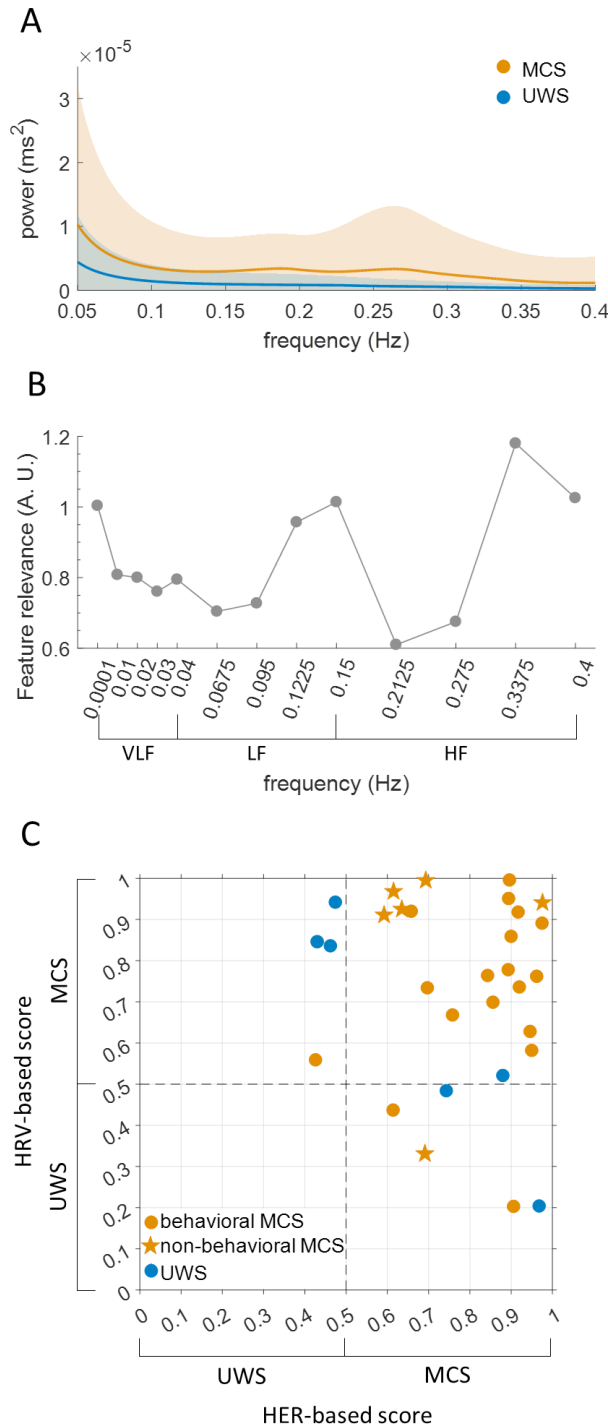 A
×10⁻⁵
MCS
UWS
3
2
1
0
power (ms²)
0.05 0.1 0.15 0.2 0.25 0.3 0.35 0.4
frequency (Hz)
B
1.2
1
0.8
0.6
Feature relevance (A. U.)
0.0001 0.01 0.02 0.03 0.04 0.0675 0.095 0.1225 0.15 0.2125 0.275 0.3375 0.4
VLF LF HF
frequency (Hz)
C
1
0.9
0.8
0.7
0.6
0.5
0.4
0.3
0.2
0.1
0
MCS
UWS
HRV-based score
behavioral MCS
non-behavioral MCS
UWS
0 0.1 0.2 0.3 0.4 0.5 0.6 0.7 0.8 0.9 1
UWS MCS
HER-based score